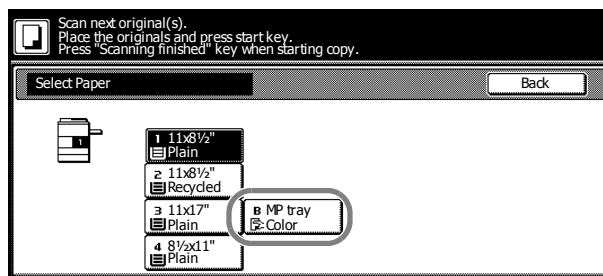 Scan next original(s).
Place the originals and press start key.
Press "Scanning finished" key when starting copy.
Select Paper
Back
1
1 11x8½"
Plain
2 11x8½"
Recycled
3 11x17"
Plain
B MP tray
Color
4 8½x11"
Plain